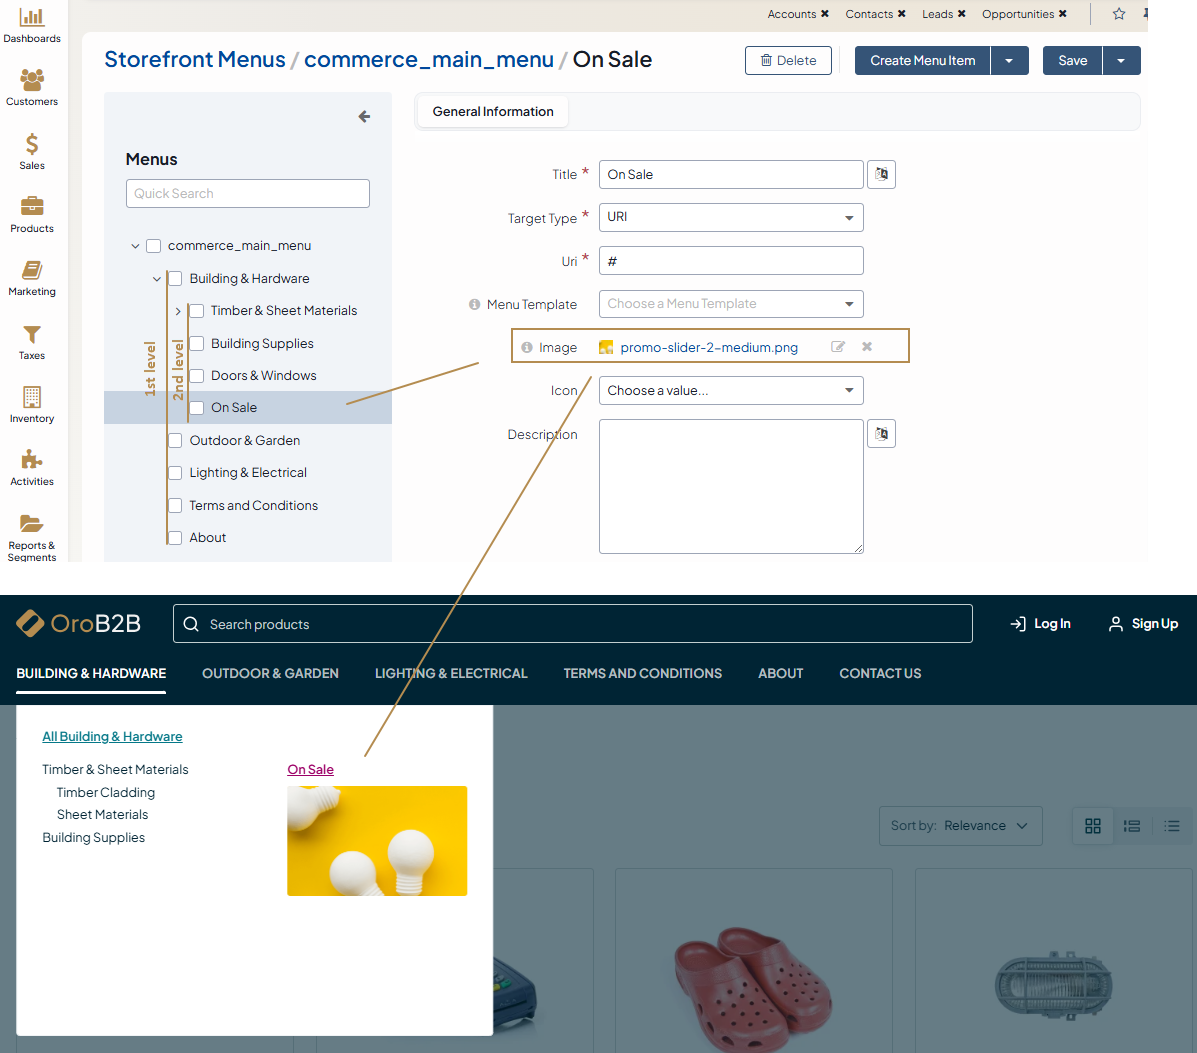 Accounts ✖ Contacts ✖ Leads ✖ Opportunities ✖
Dashboards
Customers
Sales
Products
Marketing
Taxes
Inventory
Activities
Reports &
Segments
Storefront Menus / commerce_main_menu / On Sale
Delete
Create Menu Item
Save
Menus
Quick Search
commerce_main_menu
Building & Hardware
Timber & Sheet Materials
Building Supplies
Doors & Windows
On Sale
Outdoor & Garden
Lighting & Electrical
Terms and Conditions
About
1st level
2nd level
General Information
Title * On Sale
Target Type * URI
Uri * #
Menu Template Choose a Menu Template
Image promo-slider-2-medium.png
Icon Choose a value...
Description
OroB2B
Search products
Log In
Sign Up
BUILDING & HARDWARE OUTDOOR & GARDEN LIGHTING & ELECTRICAL TERMS AND CONDITIONS ABOUT CONTACT US
All Building & Hardware
Timber & Sheet Materials
Timber Cladding
Sheet Materials
Building Supplies
On Sale
Sort by: Relevance